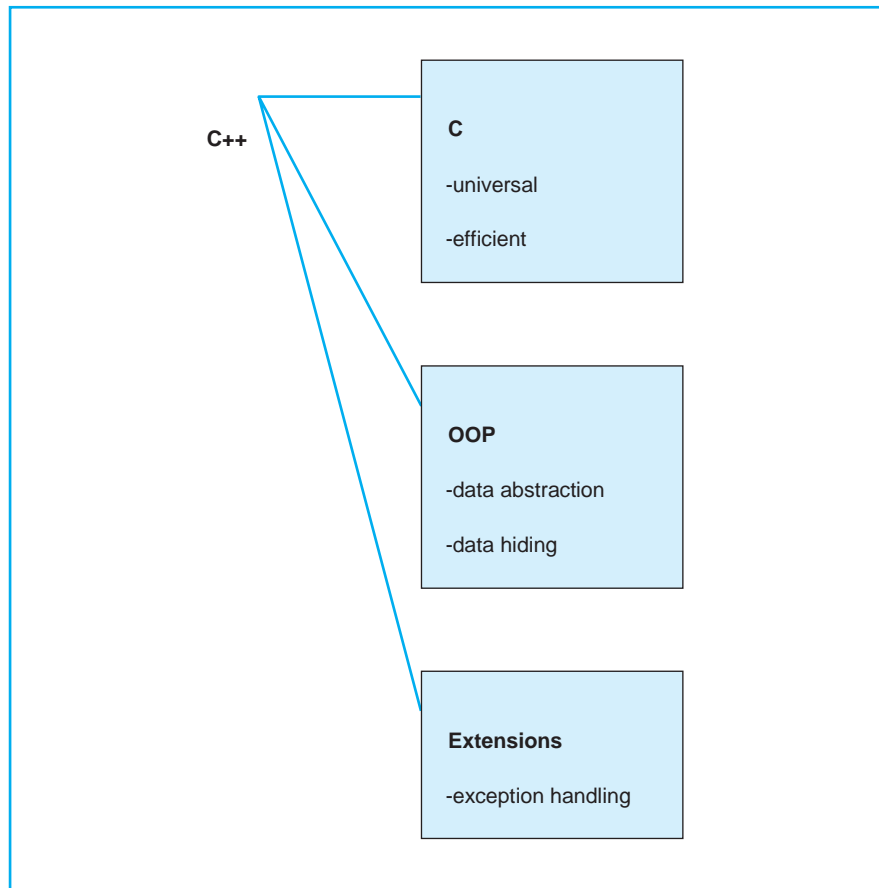 C++
C
-universal
-efficient
OOP
-data abstraction
-data hiding
Extensions
-exception handling